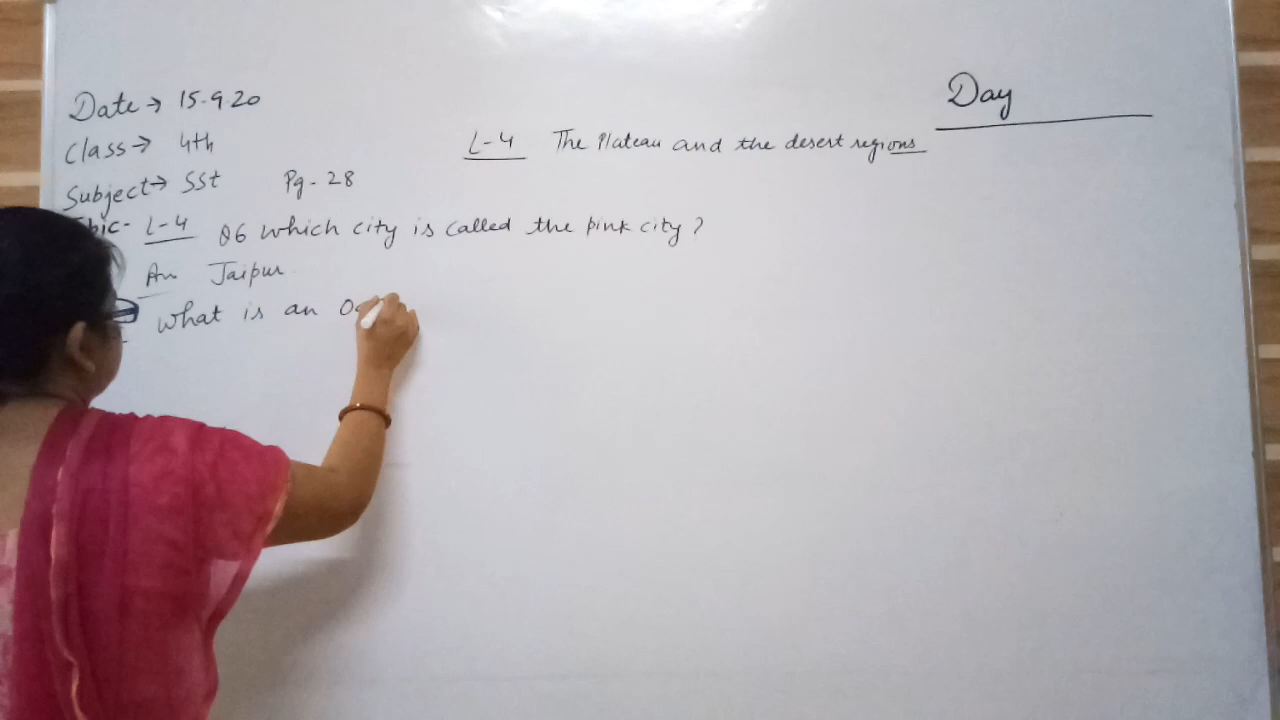 Day
Date → 15.9.20
Class → 4th
L-4 The Plateau and the desert regions
Subject → SSt Pg - 28
L-4 Q6 which city is called the pink city?
An Jaipur
what is an